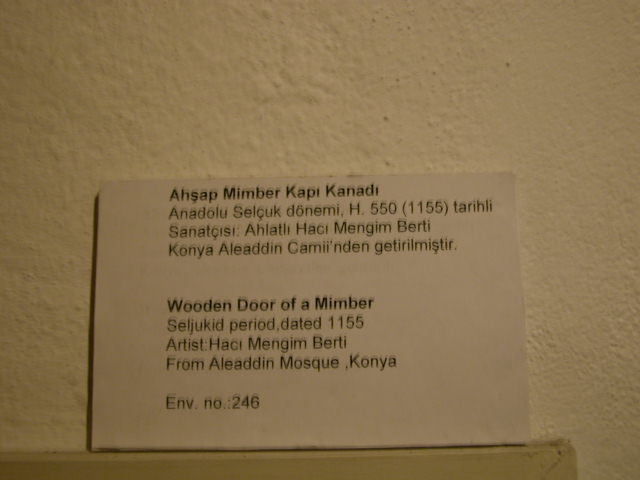 Ahşap Mimber Kapı Kanadı
Anadolu Selçuk dönemi, H. 550 (1155) tarihli
Sanatçısı: Ahlatlı Hacı Mengim Berti
Konya Aleaddin Camii'nden getirilmiştir.
Wooden Door of a Mimber
Seljukid period,dated 1155
Artist:Hacı Mengim Berti
From Aleaddin Mosque ,Konya
Env. no.:246